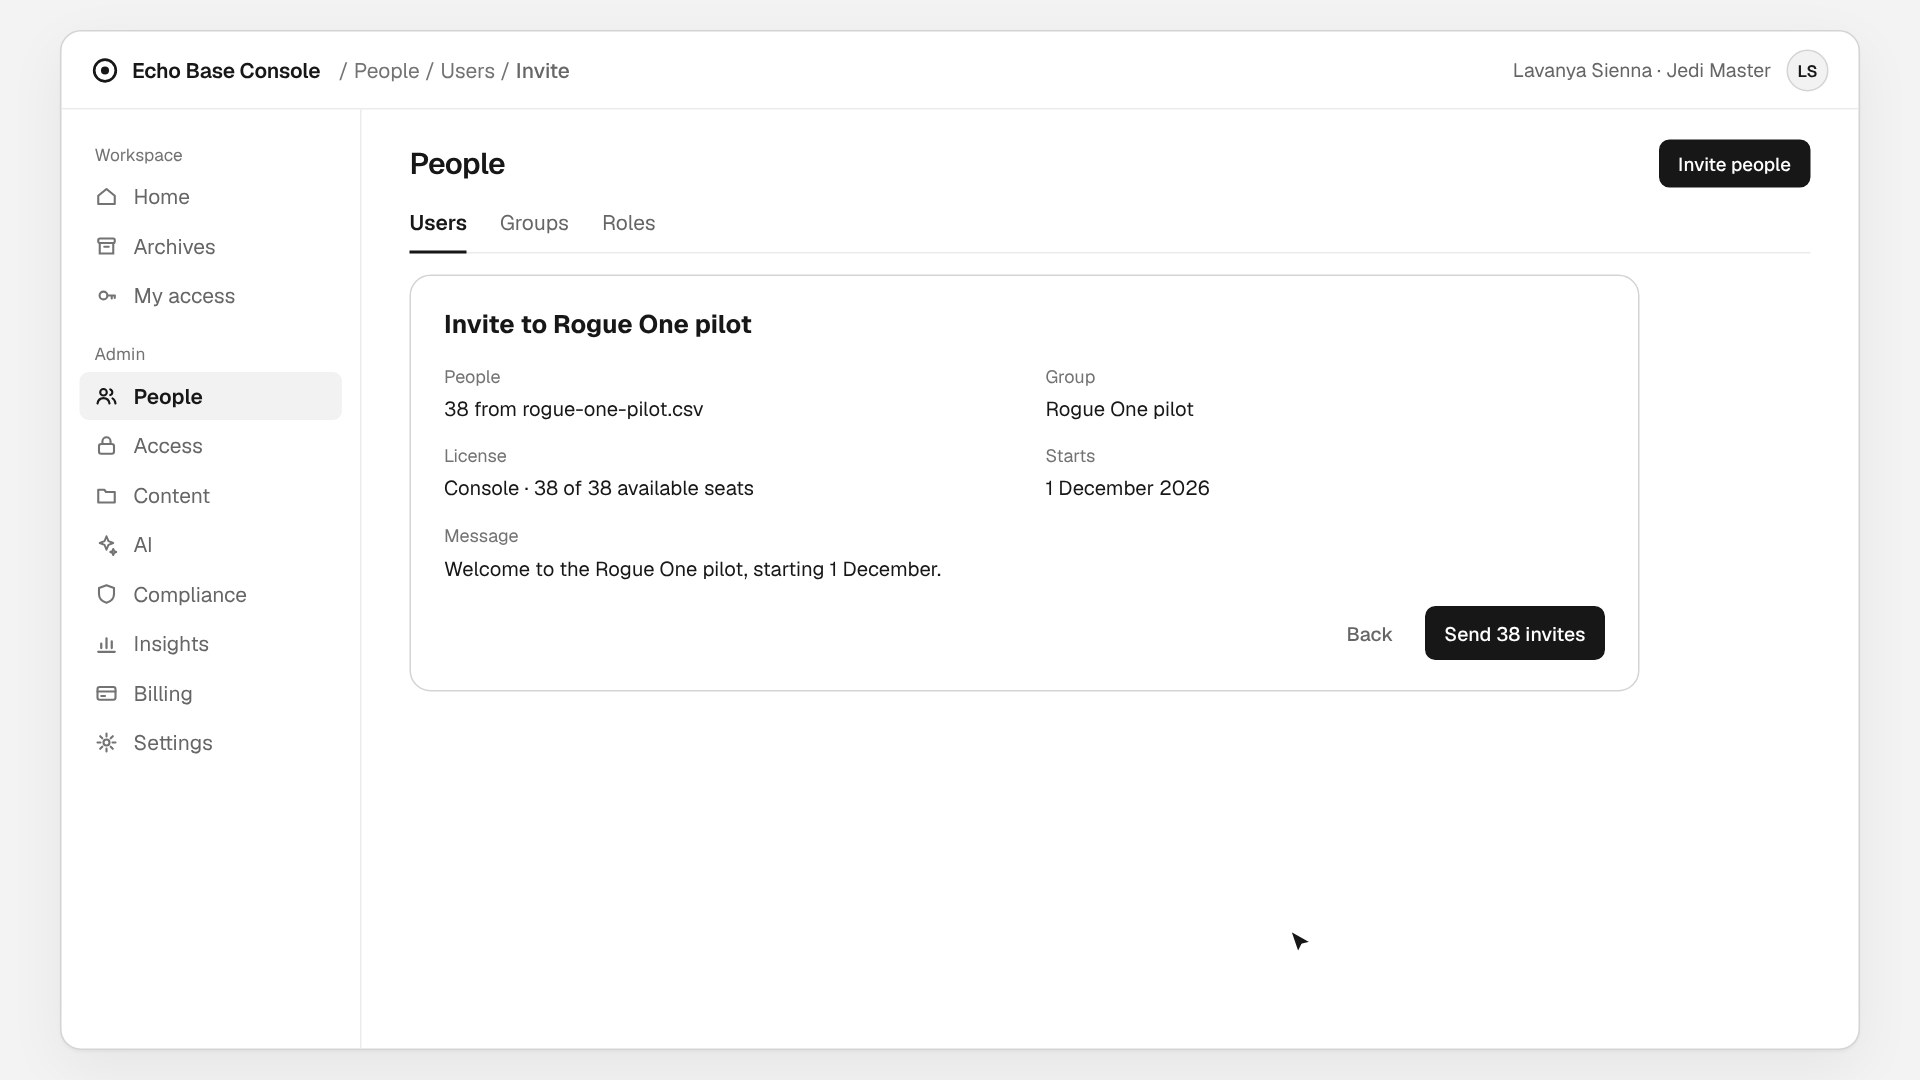 Echo Base Console / People / Users / Invite
Lavanya Sienna · Jedi Master LS
Workspace
Home
Archives
My access
Admin
People
Access
Content
AI
Compliance
Insights
Billing
Settings
People
Invite people
Users Groups Roles
Invite to Rogue One pilot
People
38 from rogue-one-pilot.csv
Group
Rogue One pilot
License
Console · 38 of 38 available seats
Starts
1 December 2026
Message
Welcome to the Rogue One pilot, starting 1 December.
Back
Send 38 invites